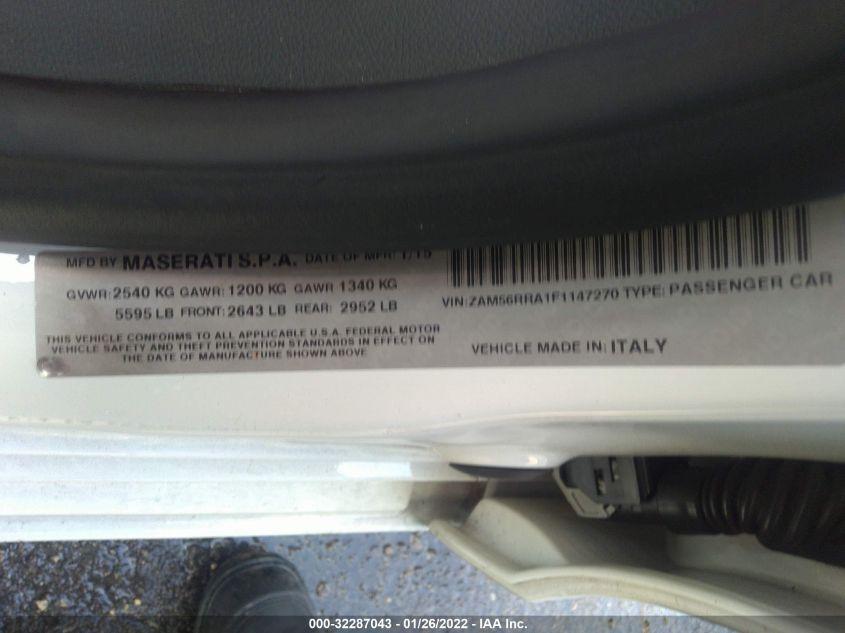 MFD BY MASERATI S.P.A. DATE OF MFR: 1/15
GVWR: 2540 KG GAWR: 1200 KG GAWR 1340 KG
5595 LB FRONT: 2643 LB REAR: 2952 LB
THIS VEHICLE CONFORMS TO ALL APPLICABLE U.S.A. FEDERAL MOTOR
VEHICLE SAFETY AND THEFT PREVENTION STANDARDS IN EFFECT ON
THE DATE OF MANUFACTURE SHOWN ABOVE
VIN: ZAM56RRA1F1147270 TYPE: PASSENGER CAR
VEHICLE MADE IN: ITALY
000-32287043 - 01/26/2022 - IAA Inc.